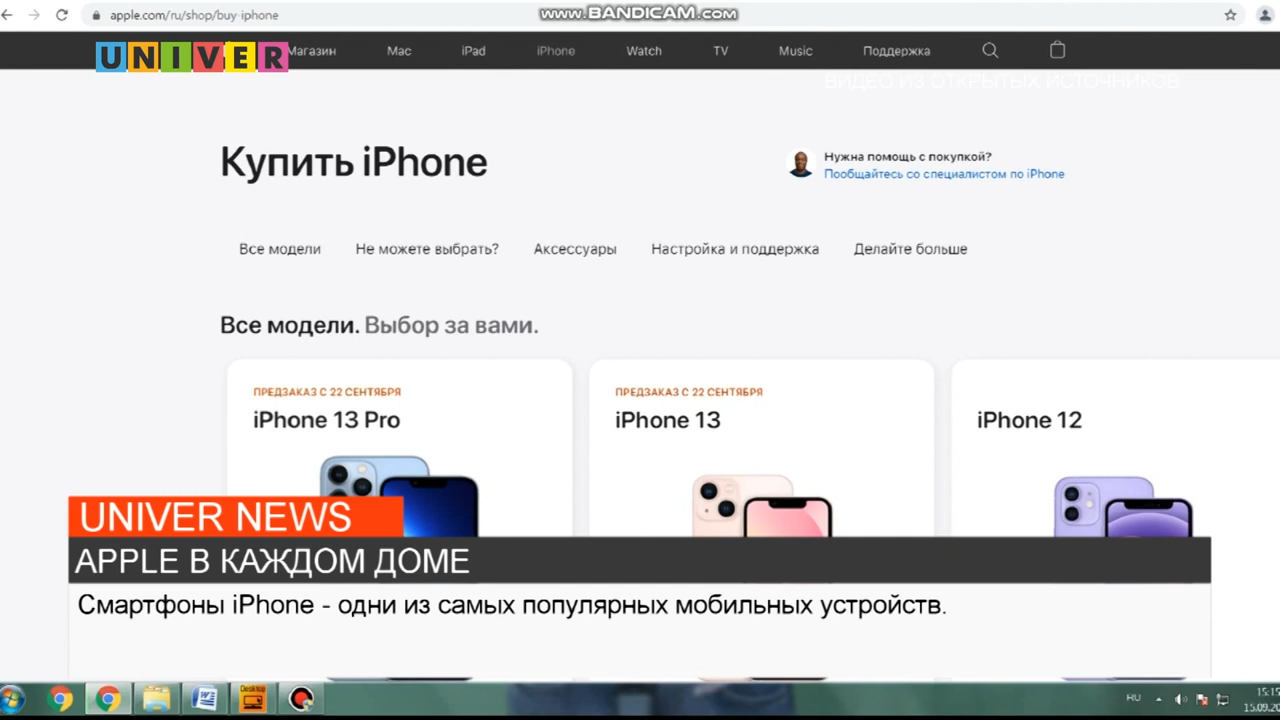 apple.com/ru/shop/buy-iphone
www.BANDICAM.com
UNIVER
Магазин Mac iPad iPhone Watch TV Music Поддержка
ВИДЕО ИЗ ОТКРЫТЫХ ИСТОЧНИКОВ
Купить iPhone
Нужна помощь с покупкой?
Пообщайтесь со специалистом по iPhone
Все модели Не можете выбрать? Аксессуары Настройка и поддержка Делайте больше
Все модели. Выбор за вами.
ПРЕДЗАКАЗ С 22 СЕНТЯБРЯ
iPhone 13 Pro
ПРЕДЗАКАЗ С 22 СЕНТЯБРЯ
iPhone 13
iPhone 12
UNIVER NEWS
APPLE В КАЖДОМ ДОМЕ
Смартфоны iPhone - одни из самых популярных мобильных устройств.
Desktop
RU
15:15
15.09.20